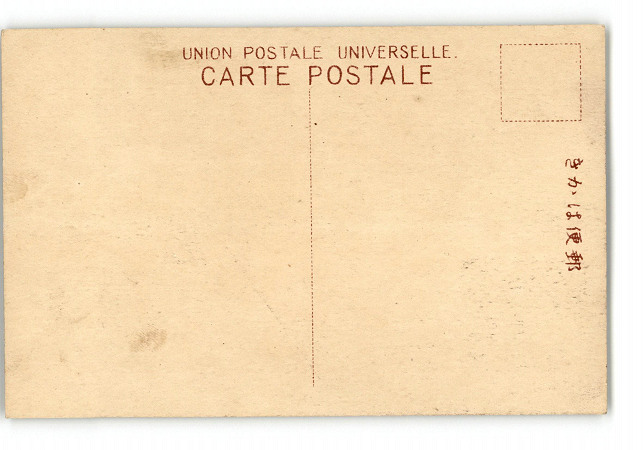 UNION POSTALE UNIVERSELLE.
CARTE POSTALE
きかは便郵